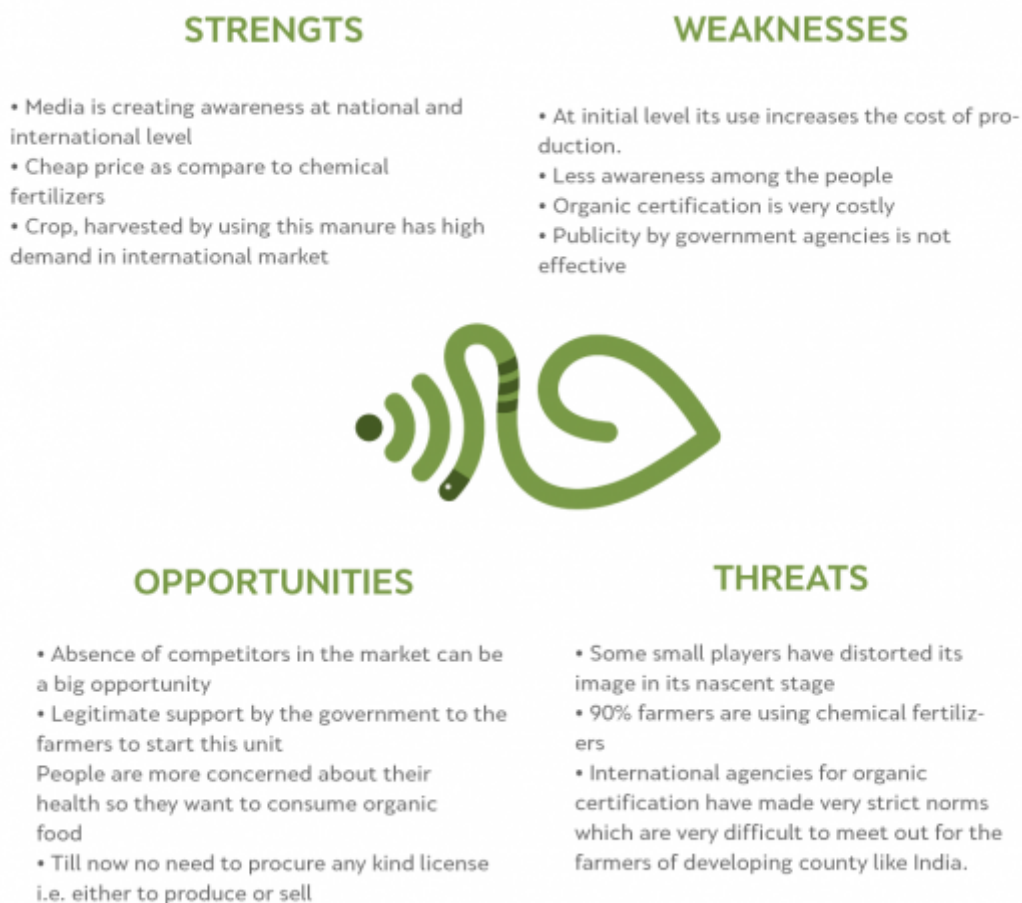 STRENGTS
• Media is creating awareness at national and
international level
• Cheap price as compare to chemical
fertilizers
• Crop, harvested by using this manure has high
demand in international market
WEAKNESSES
• At initial level its use increases the cost of pro-
duction.
• Less awareness among the people
• Organic certification is very costly
• Publicity by government agencies is not
effective
OPPORTUNITIES
• Absence of competitors in the market can be
a big opportunity
• Legitimate support by the government to the
farmers to start this unit
People are more concerned about their
health so they want to consume organic
food
• Till now no need to procure any kind license
i.e. either to produce or sell
THREATS
• Some small players have distorted its
image in its nascent stage
• 90% farmers are using chemical fertiliz-
ers
• International agencies for organic
certification have made very strict norms
which are very difficult to meet out for the
farmers of developing county like India.